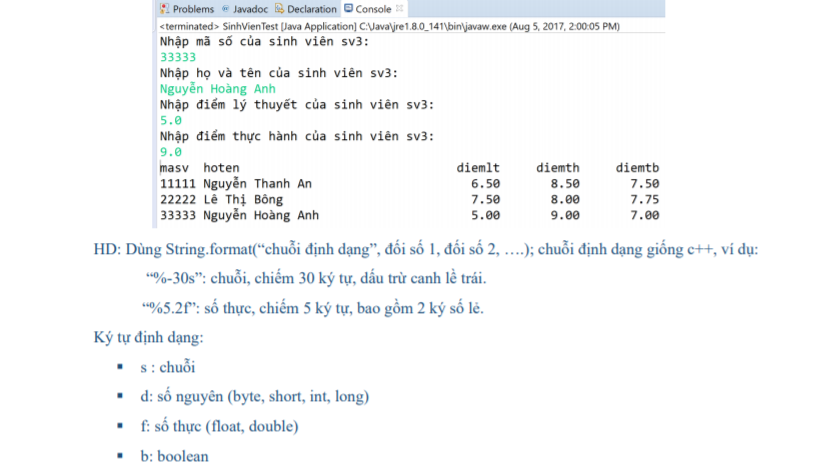 Problems @ Javadoc Declaration Console
<terminated> SinhVienTest [Java Application] C:\Java\jre1.8.0_141\bin\javaw.exe (Aug 5, 2017, 2:00:05 PM)
Nhập mã số của sinh viên sv3:
33333
Nhập họ và tên của sinh viên sv3:
Nguyễn Hoàng Anh
Nhập điểm lý thuyết của sinh viên sv3:
5.0
Nhập điểm thực hành của sinh viên sv3:
9.0
masv hoten diemlt diemth diemtb
11111 Nguyễn Thanh An 6.50 8.50 7.50
22222 Lê Thị Bông 7.50 8.00 7.75
33333 Nguyễn Hoàng Anh 5.00 9.00 7.00
HD: Dùng String.format(“chuỗi định dạng”, đối số 1, đối số 2, ….); chuỗi định dạng giống c++, ví dụ:
“%-30s”: chuỗi, chiếm 30 ký tự, dấu trừ canh lề trái.
“%5.2f”: số thực, chiếm 5 ký tự, bao gồm 2 ký số lẻ.
Ký tự định dạng:
▪ s : chuỗi
▪ d: số nguyên (byte, short, int, long)
▪ f: số thực (float, double)
▪ b: boolean